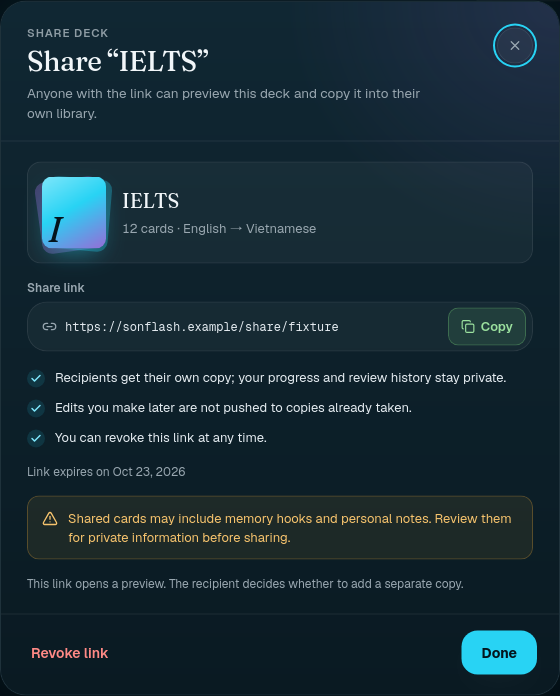 SHARE DECK
Share “IELTS”
Anyone with the link can preview this deck and copy it into their
own library.
I
IELTS
12 cards · English → Vietnamese
Share link
https://sonflash.example/share/fixture
Copy
Recipients get their own copy; your progress and review history stay private.
Edits you make later are not pushed to copies already taken.
You can revoke this link at any time.
Link expires on Oct 23, 2026
Shared cards may include memory hooks and personal notes. Review them
for private information before sharing.
This link opens a preview. The recipient decides whether to add a separate copy.
Revoke link
Done